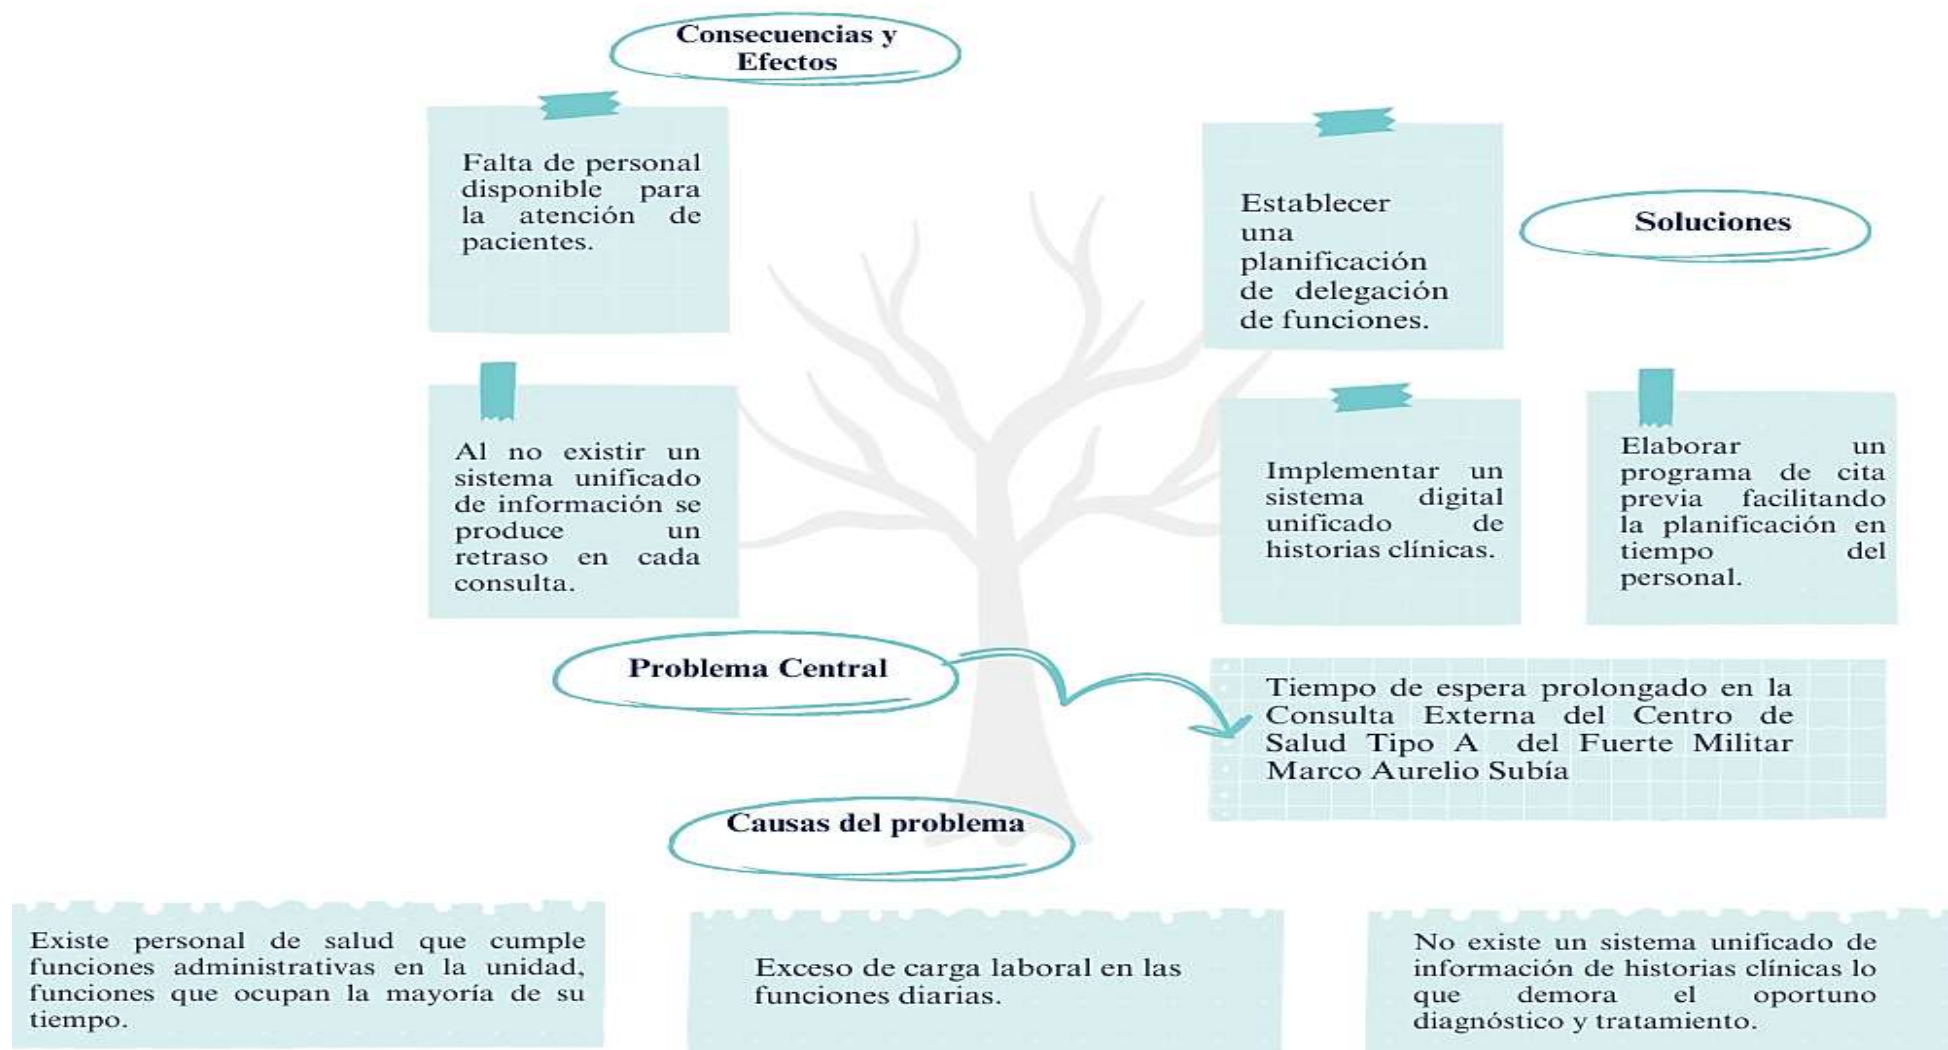 Consecuencias y
Efectos
Falta de personal
disponible para
la atención de
pacientes.
Al no existir un
sistema unificado
de información se
produce un
retraso en cada
consulta.
Establecer
una
planificación
de delegación
de funciones.
Soluciones
Implementar un
sistema digital
unificado de
historias clínicas.
Elaborar un
programa de cita
previa facilitando
la planificación en
tiempo del
personal.
Problema Central
Tiempo de espera prolongado en la
Consulta Externa del Centro de
Salud Tipo A del Fuerte Militar
Marco Aurelio Subía
Causas del problema
Existe personal de salud que cumple
funciones administrativas en la unidad,
funciones que ocupan la mayoría de su
tiempo.
Exceso de carga laboral en las
funciones diarias.
No existe un sistema unificado de
información de historias clínicas lo
que demora el oportuno
diagnóstico y tratamiento.